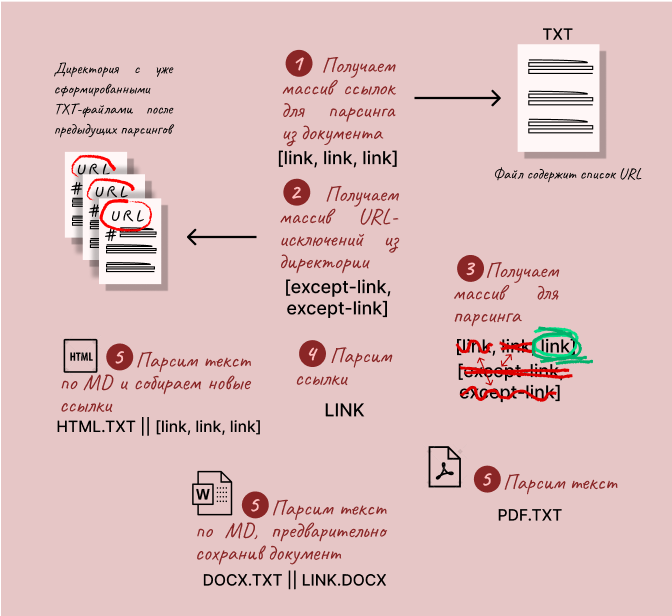 TXT
Файл содержит список URL
Директория с уже
сформированными
TXT-файлами после
предыдущих парсингов
URL
#
URL
#
URL
#
1 Получаем
массив ссылок
для парсинга
из документа
[link, link, link]
2 Получаем
массив URL-
исключений из
директории
[except-link,
except-link]
3 Получаем
массив для
парсинга
[link, link, link]
[except-link,
except-link]
4 Парсим
ссылки
LINK
HTML
5 Парсим текст
по MD и собираем новые
ссылки
HTML.TXT || [link, link, link]
W
5 Парсим текст
по MD, предварительно
сохранив документ
DOCX.TXT || LINK.DOCX
5 Парсим текст
PDF.TXT